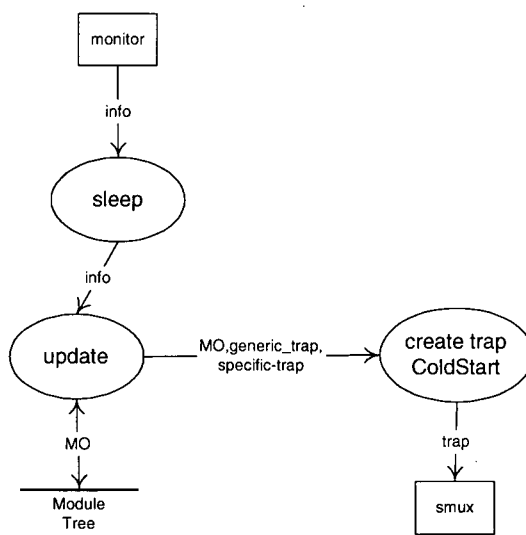 monitor
info
sleep
info
update
MO,generic_trap,
specific-trap
create trap
ColdStart
MO
trap
Module
Tree
smux